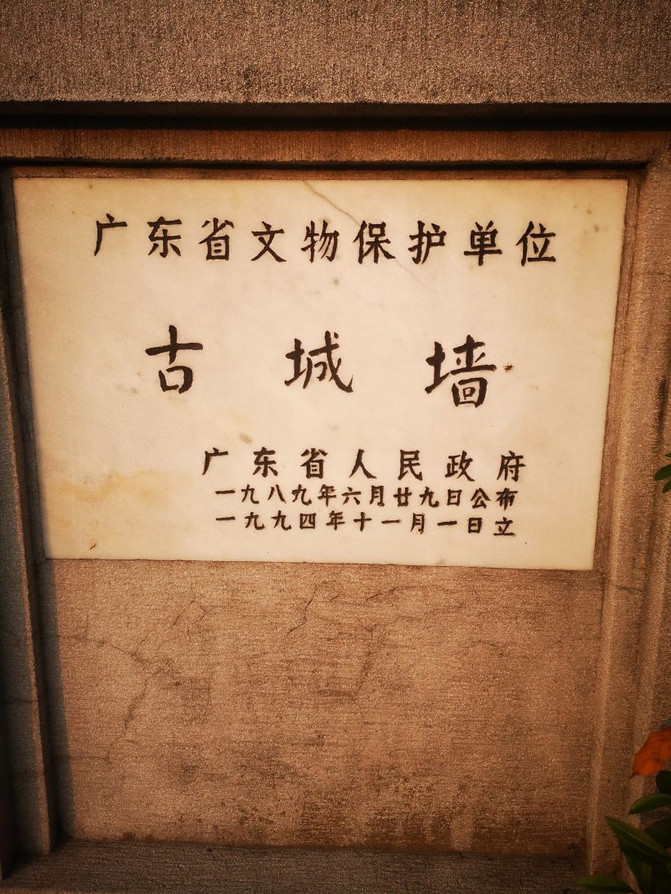 广东省文物保护单位
古城墙
广东省人民政府
一九八九年六月廿九日公布
一九九四年十一月一日立